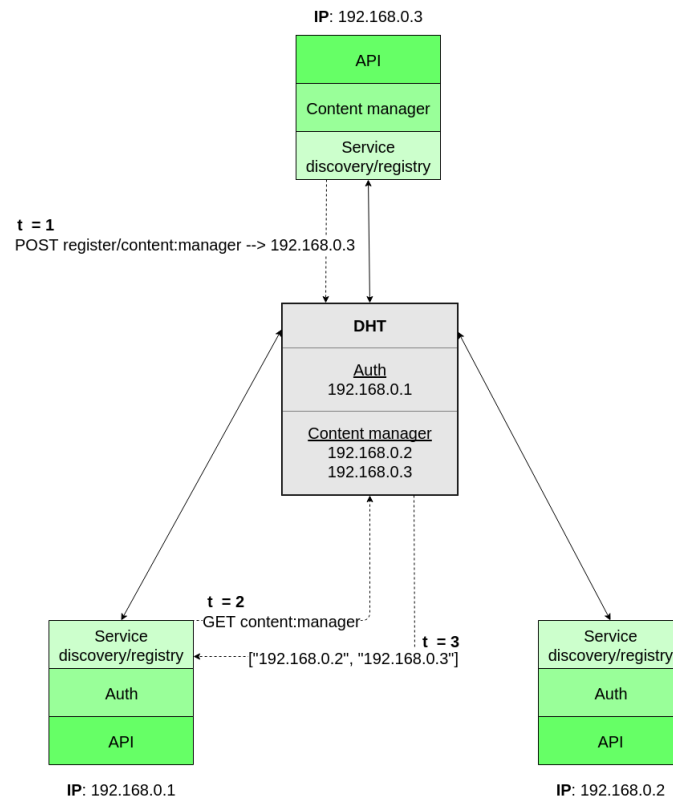 IP: 192.168.0.3
API
Content manager
Service
discovery/registry
t = 1
POST register/content:manager --> 192.168.0.3
DHT
Auth
192.168.0.1
Content manager
192.168.0.2
192.168.0.3
t = 2
GET content:manager
t = 3
["192.168.0.2", "192.168.0.3"]
Service
discovery/registry
Auth
API
IP: 192.168.0.1
Service
discovery/registry
Auth
API
IP: 192.168.0.2